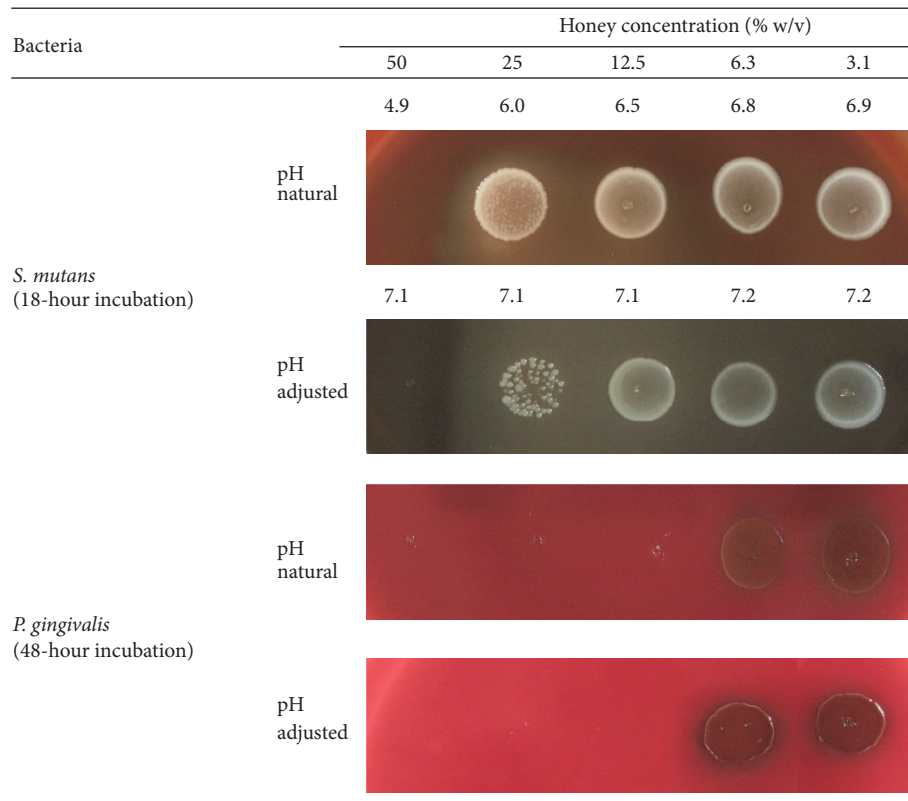 Bacteria
Honey concentration (% w/v)
50 25 12.5 6.3 3.1
4.9 6.0 6.5 6.8 6.9
pH
natural
S. mutans
(18-hour incubation)
7.1 7.1 7.1 7.2 7.2
pH
adjusted
pH
natural
P. gingivalis
(48-hour incubation)
pH
adjusted